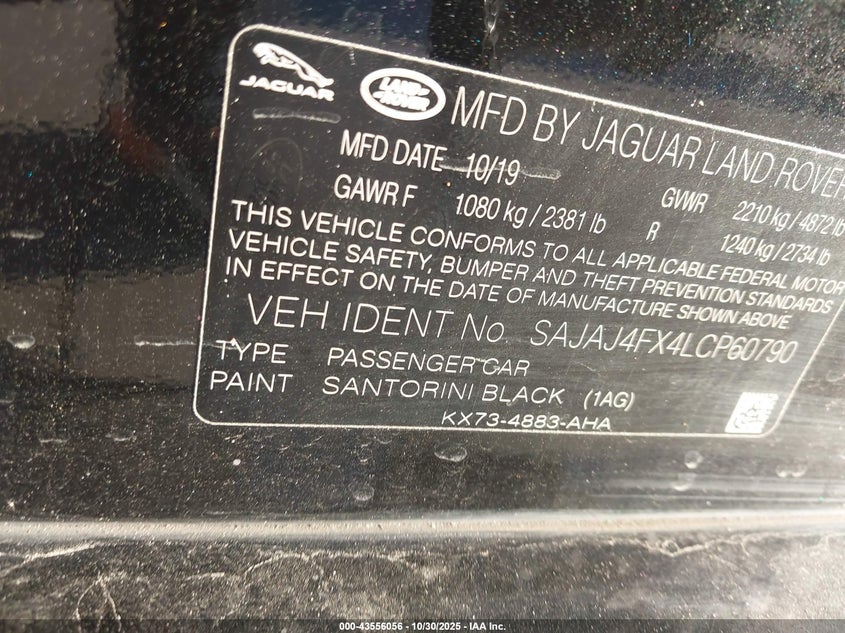 JAGUAR LAND ROVER MFD BY JAGUAR LAND ROVER
MFD DATE 10/19 GVWR 2210 kg / 4872 lb
GAWR F 1080 kg / 2381 lb R 1240 kg / 2734 lb
THIS VEHICLE CONFORMS TO ALL APPLICABLE FEDERAL MOTOR
VEHICLE SAFETY, BUMPER AND THEFT PREVENTION STANDARDS
IN EFFECT ON THE DATE OF MANUFACTURE SHOWN ABOVE
VEH IDENT No. SAJAJ4FX4LCP60790
TYPE PASSENGER CAR
PAINT SANTORINI BLACK (1AG)
KX73-4883-AHA
000-43556056 - 10/30/2025 - IAA Inc.